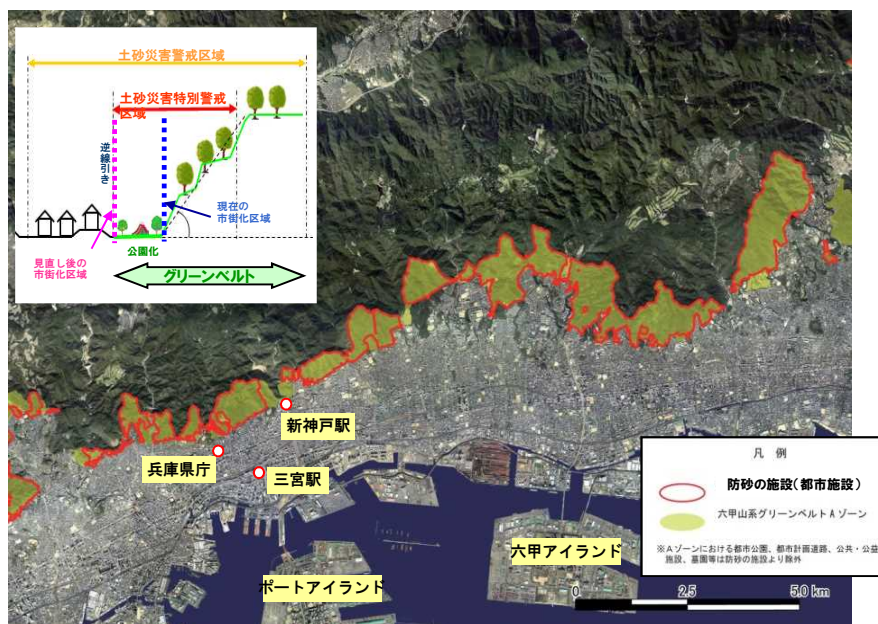 土砂災害警戒区域
土砂災害特別警戒
区域
逆線引き
現在の
市街化区域
公園化
見直し後の
市街化区域
グリーンベルト
新神戸駅
兵庫県庁
三宮駅
六甲アイランド
ポートアイランド
凡 例
防砂の施設(都市施設)
六甲山系グリーンベルトAゾーン
※Aゾーンにおける都市公園、都市計画道路、公共・公益
施設、墓園等は防砂の施設より除外
0 2.5 5.0 km